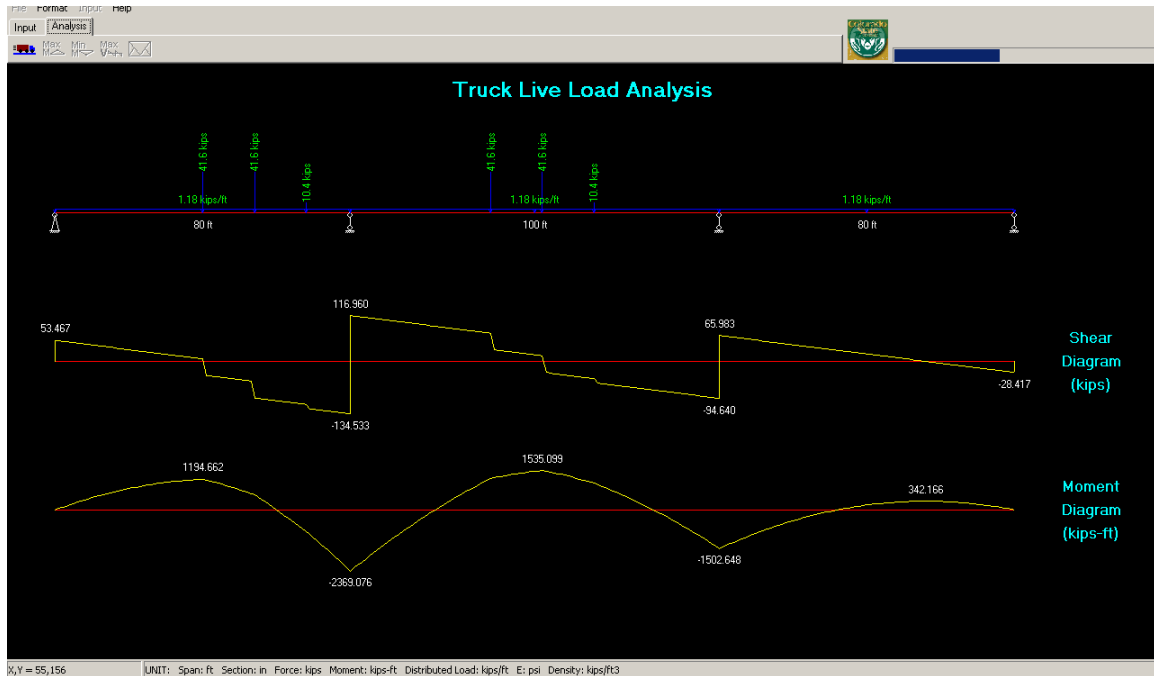 File Format Input Help
Input Analysis
Max M Min M Max V
Colorado State
Truck Live Load Analysis
41.6 kips 41.6 kips 10.4 kips 41.6 kips 41.6 kips 10.4 kips
1.18 kips/ft 1.18 kips/ft 1.18 kips/ft
80 ft 100 ft 80 ft
116.960
53.467 65.983
Shear
Diagram
(kips)
-28.417
-94.640
-134.533
1535.099
1194.662
342.166
Moment
Diagram
(kips-ft)
-1502.648
-2369.076
X,Y = 55,156 UNIT: Span: ft Section: in Force: kips Moment: kips-ft Distributed Load: kips/ft E: psi Density: kips/ft3